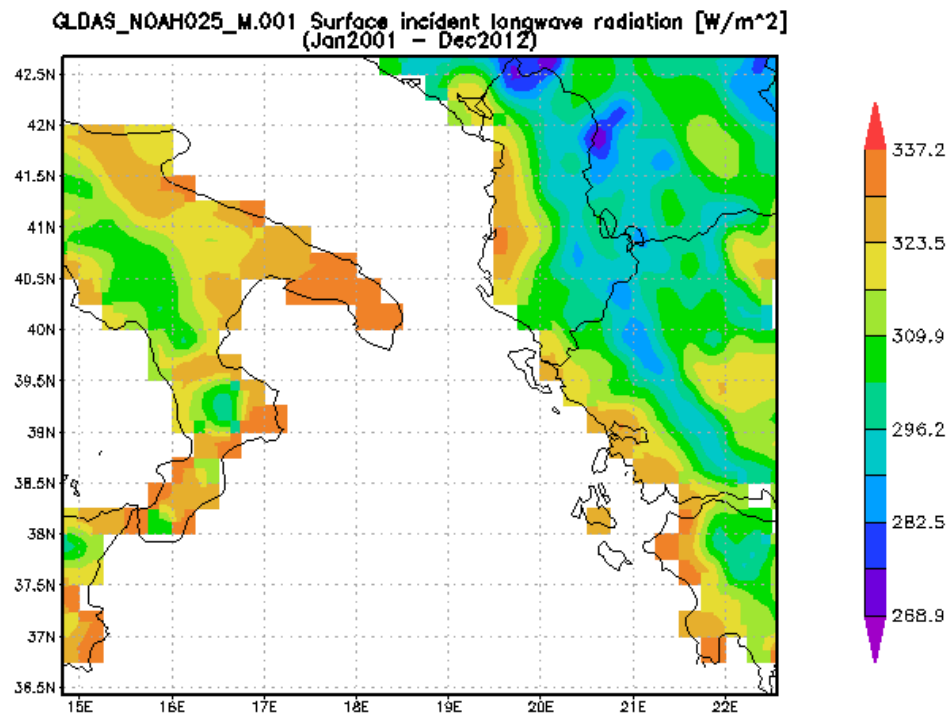 GLDAS_NOAH025_M.001 Surface incident longwave radiation [W/m^2]
(Jan2001 - Dec2012)
42.5N
42N
41.5N
41N
40.5N
40N
39.5N
39N
38.5N
38N
37.5N
37N
36.5N
15E 16E 17E 18E 19E 20E 21E 22E
337.2
323.5
309.9
296.2
282.5
268.9